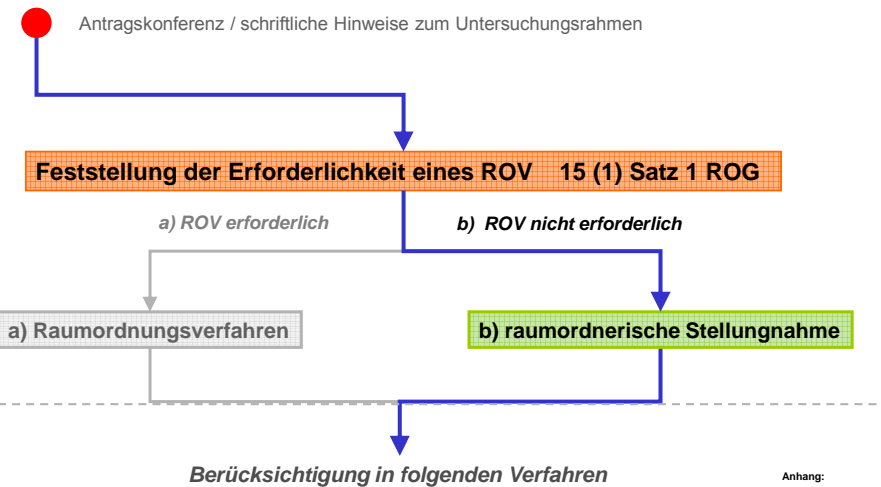 Antragskonferenz / schriftliche Hinweise zum Untersuchungsrahmen
Feststellung der Erforderlichkeit eines ROV 15 (1) Satz 1 ROG
a) ROV erforderlich
b) ROV nicht erforderlich
a) Raumordnungsverfahren
b) raumordnerische Stellungnahme
Berücksichtigung in folgenden Verfahren
Anhang: